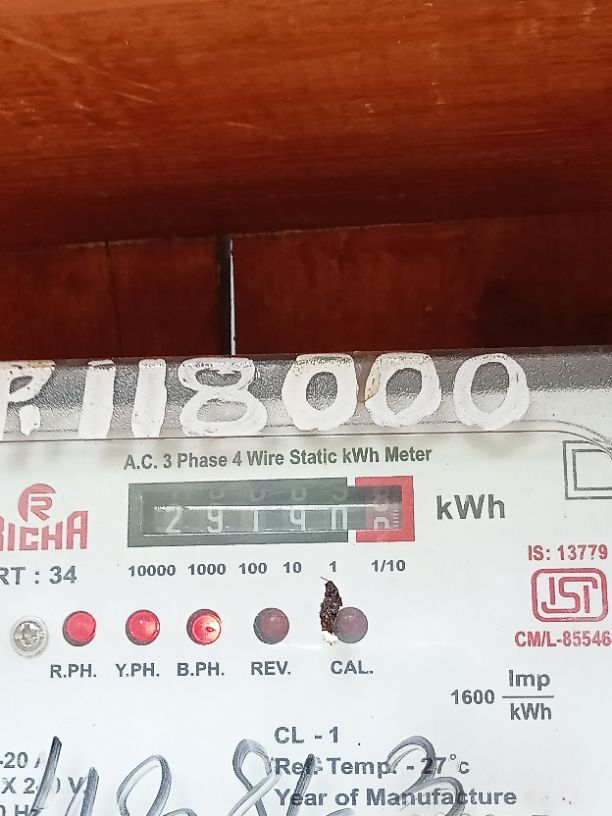 P.118000
A.C. 3 Phase 4 Wire Static kWh Meter
RICHA
kWh
RT : 34
10000 1000 100 10 1 1/10
IS: 13779
CM/L-85546
R.PH. Y.PH. B.PH. REV. CAL.
1600 Imp
kWh
CL - 1
-20
Ref. Temp. - 27°c
X 240 V
Year of Manufacture